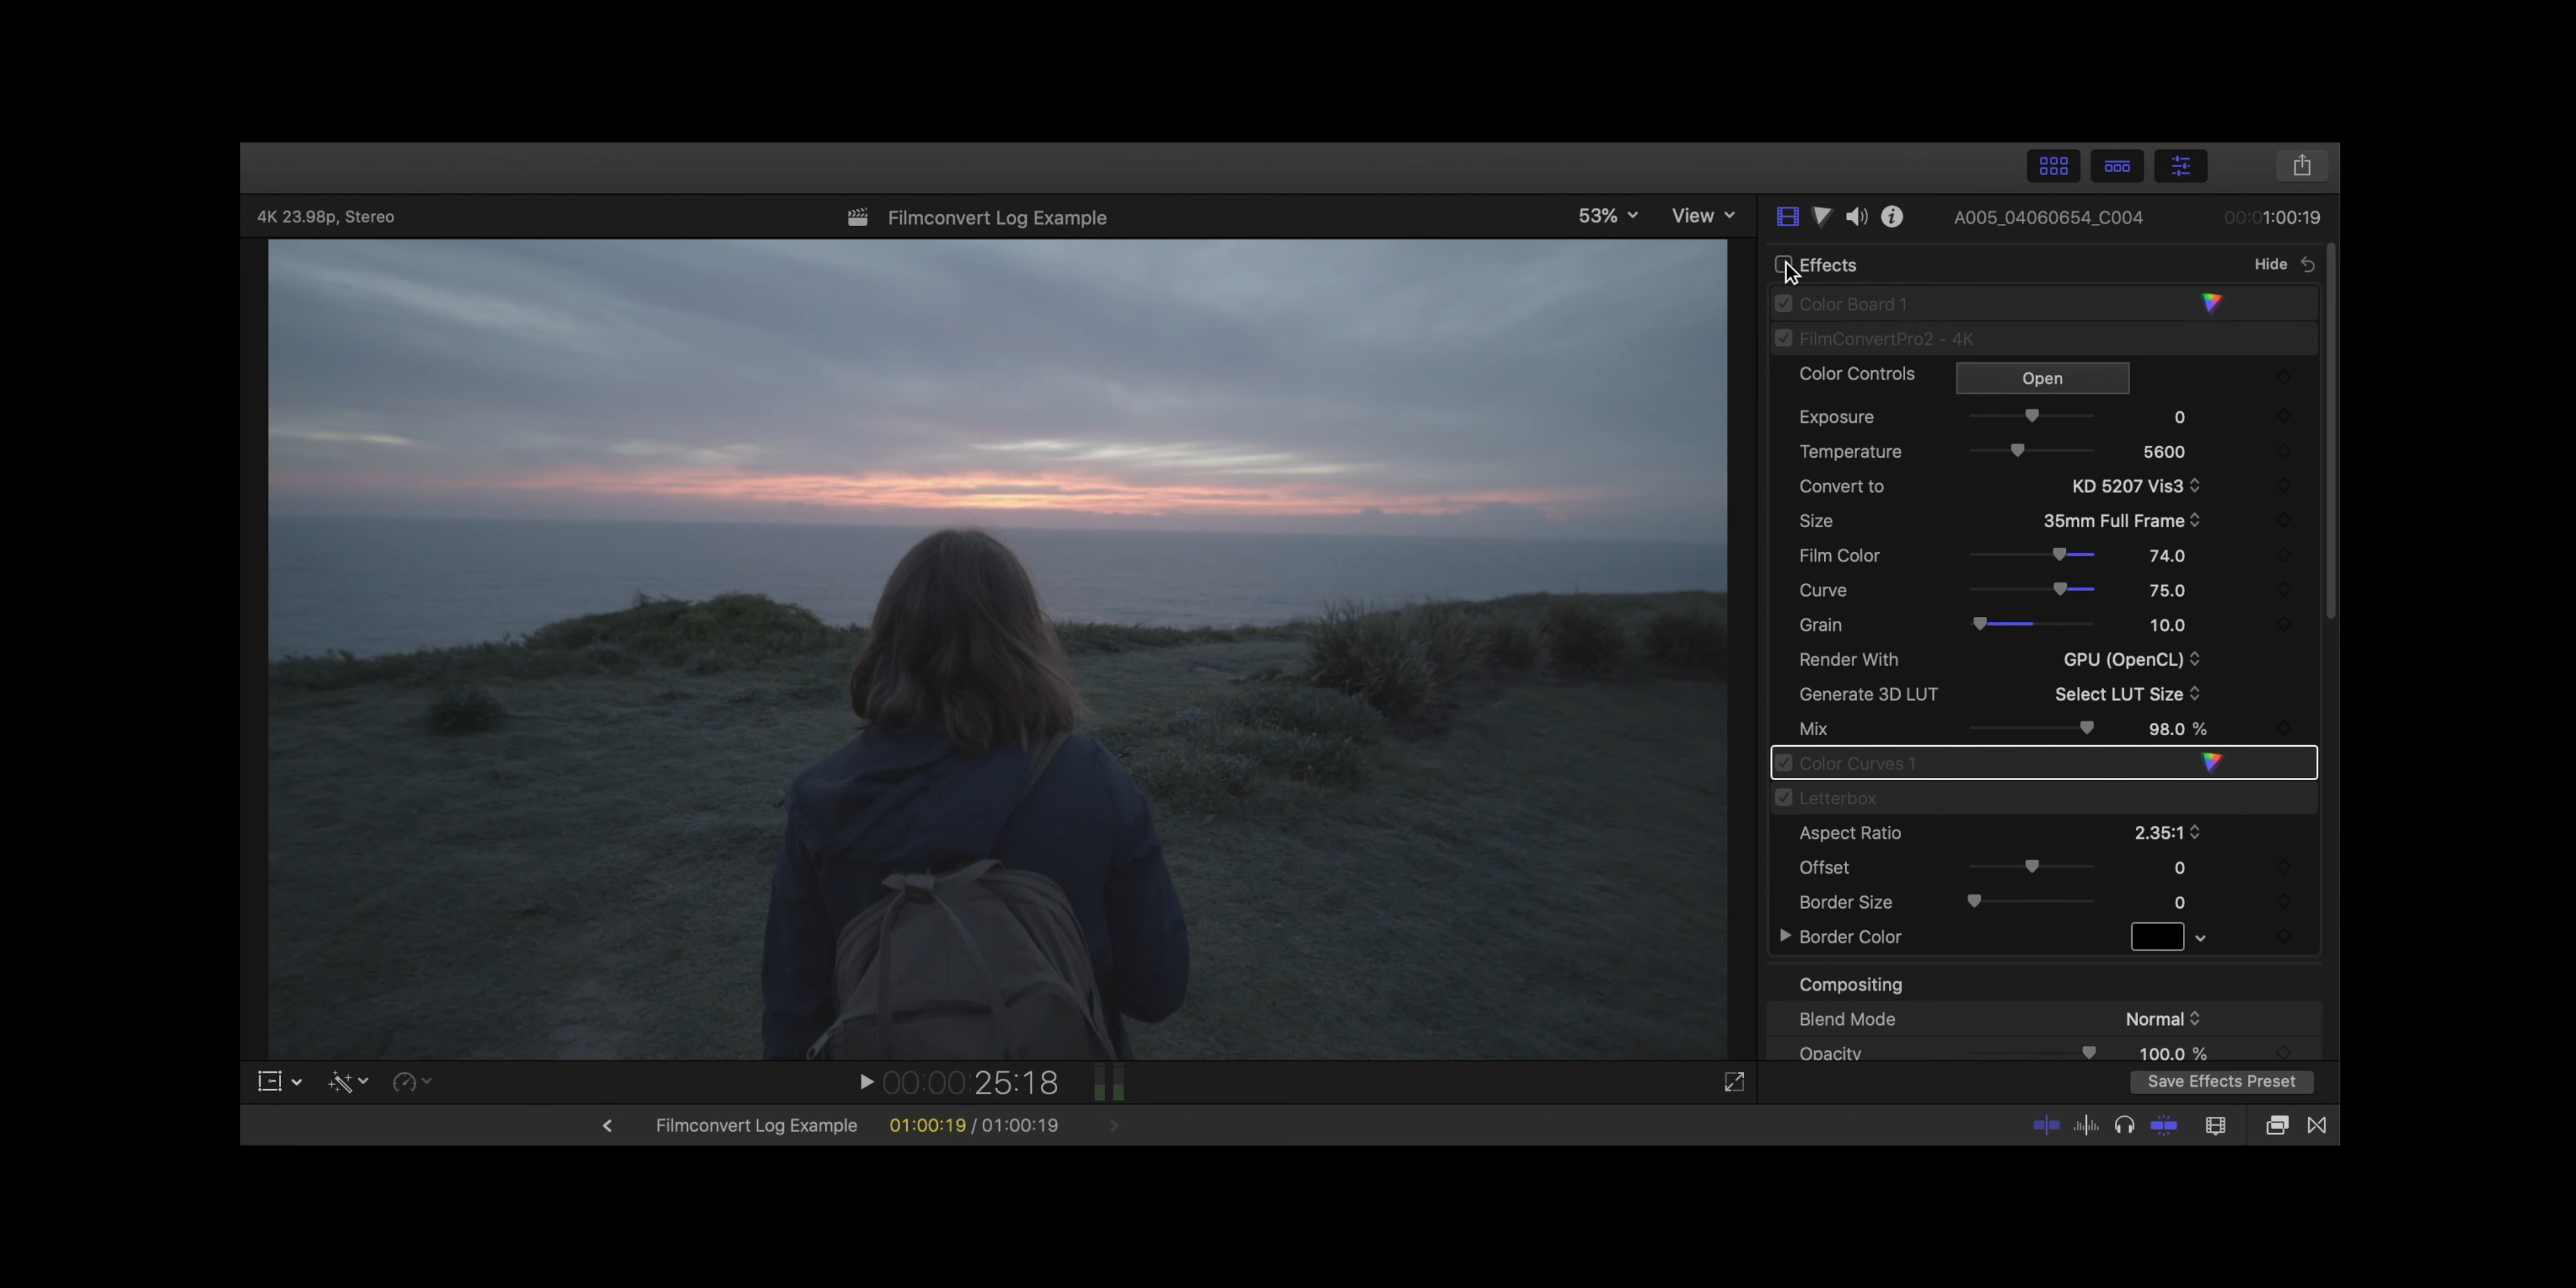 4K 23.98p, Stereo
Filmconvert Log Example
53%
View
A005_04060654_C004
00:01:00:19
Effects
Hide
Color Board 1
FilmConvertPro2 - 4K
Color Controls
Open
Exposure
0
Temperature
5600
Convert to
KD 5207 Vis3
Size
35mm Full Frame
Film Color
74.0
Curve
75.0
Grain
10.0
Render With
GPU (OpenCL)
Generate 3D LUT
Select LUT Size
Mix
98.0 %
Color Curves 1
Letterbox
Aspect Ratio
2.35:1
Offset
0
Border Size
0
Border Color
Compositing
Blend Mode
Normal
Opacity
100.0 %
00:00:25:18
Save Effects Preset
Filmconvert Log Example
01:00:19 / 01:00:19